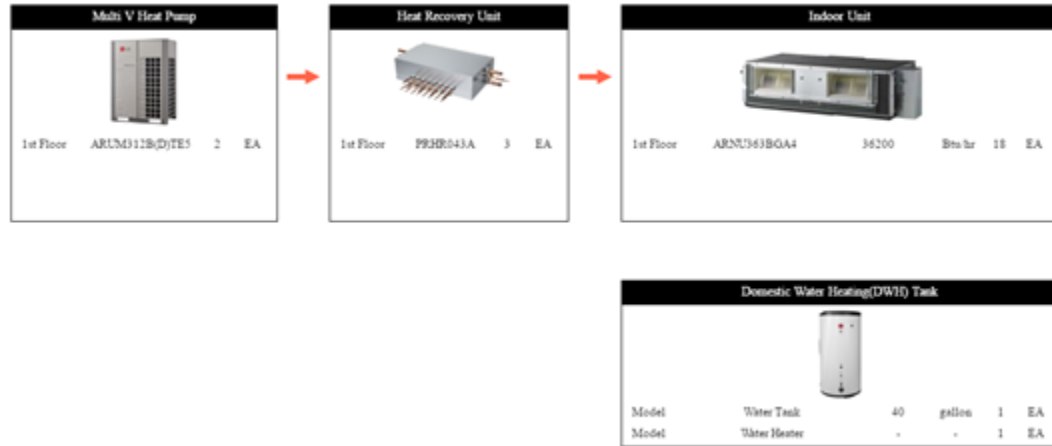 Multi V Heat Pump
1st Floor ARUM312B(D)TE5 2 EA
Heat Recovery Unit
1st Floor PRHR043A 3 EA
Indoor Unit
1st Floor ARNU363BGA4 36200 Btu/hr 18 EA
Domestic Water Heating(DWH) Tank
Model Water Tank 40 gallon 1 EA
Model Water Heater - - 1 EA